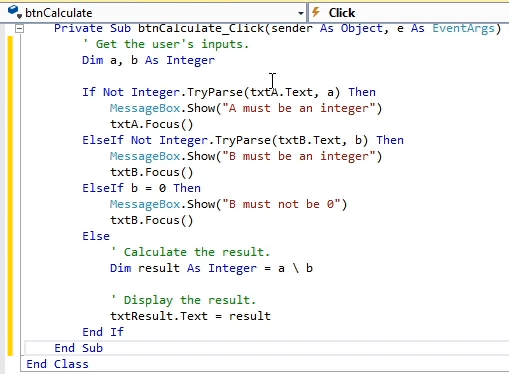 btnCalculate Click
Private Sub btnCalculate_Click(sender As Object, e As EventArgs)
' Get the user's inputs.
Dim a, b As Integer
If Not Integer.TryParse(txtA.Text, a) Then
MessageBox.Show("A must be an integer")
txtA.Focus()
ElseIf Not Integer.TryParse(txtB.Text, b) Then
MessageBox.Show("B must be an integer")
txtB.Focus()
ElseIf b = 0 Then
MessageBox.Show("B must not be 0")
txtB.Focus()
Else
' Calculate the result.
Dim result As Integer = a \ b
' Display the result.
txtResult.Text = result
End If
End Sub
End Class